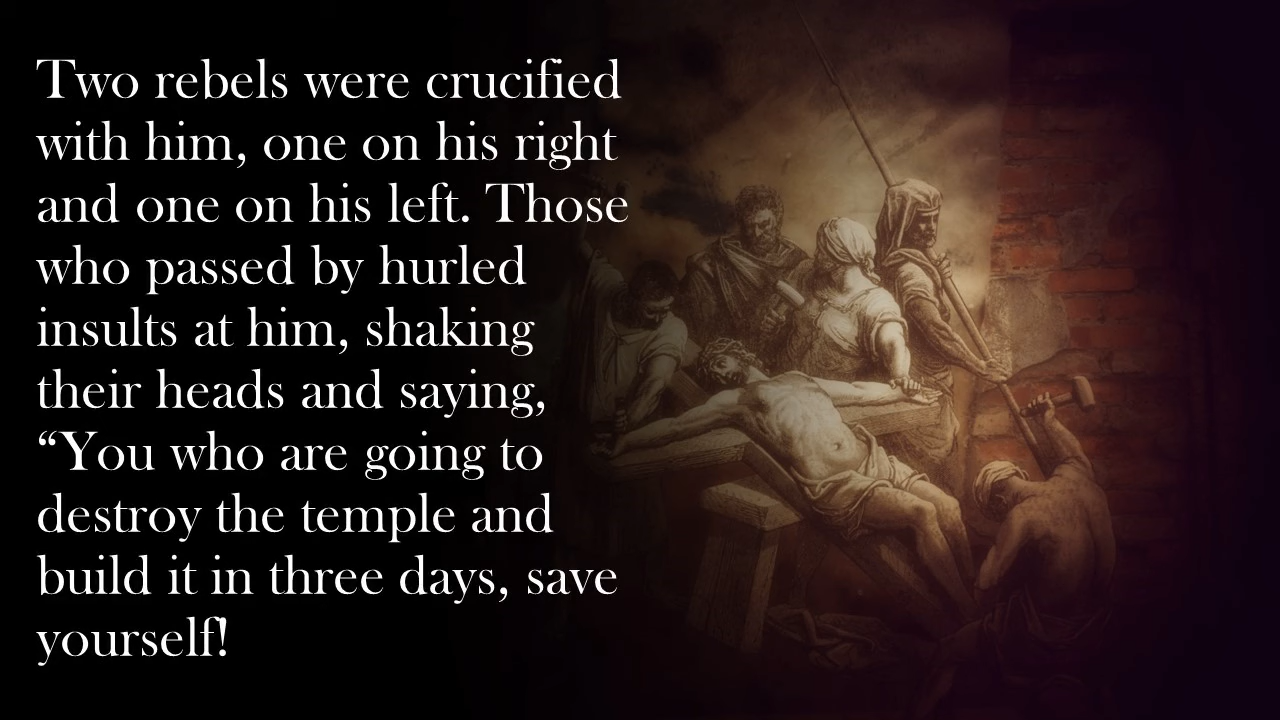 Two rebels were crucified
with him, one on his right
and one on his left. Those
who passed by hurled
insults at him, shaking
their heads and saying,
“You who are going to
destroy the temple and
build it in three days, save
yourself!